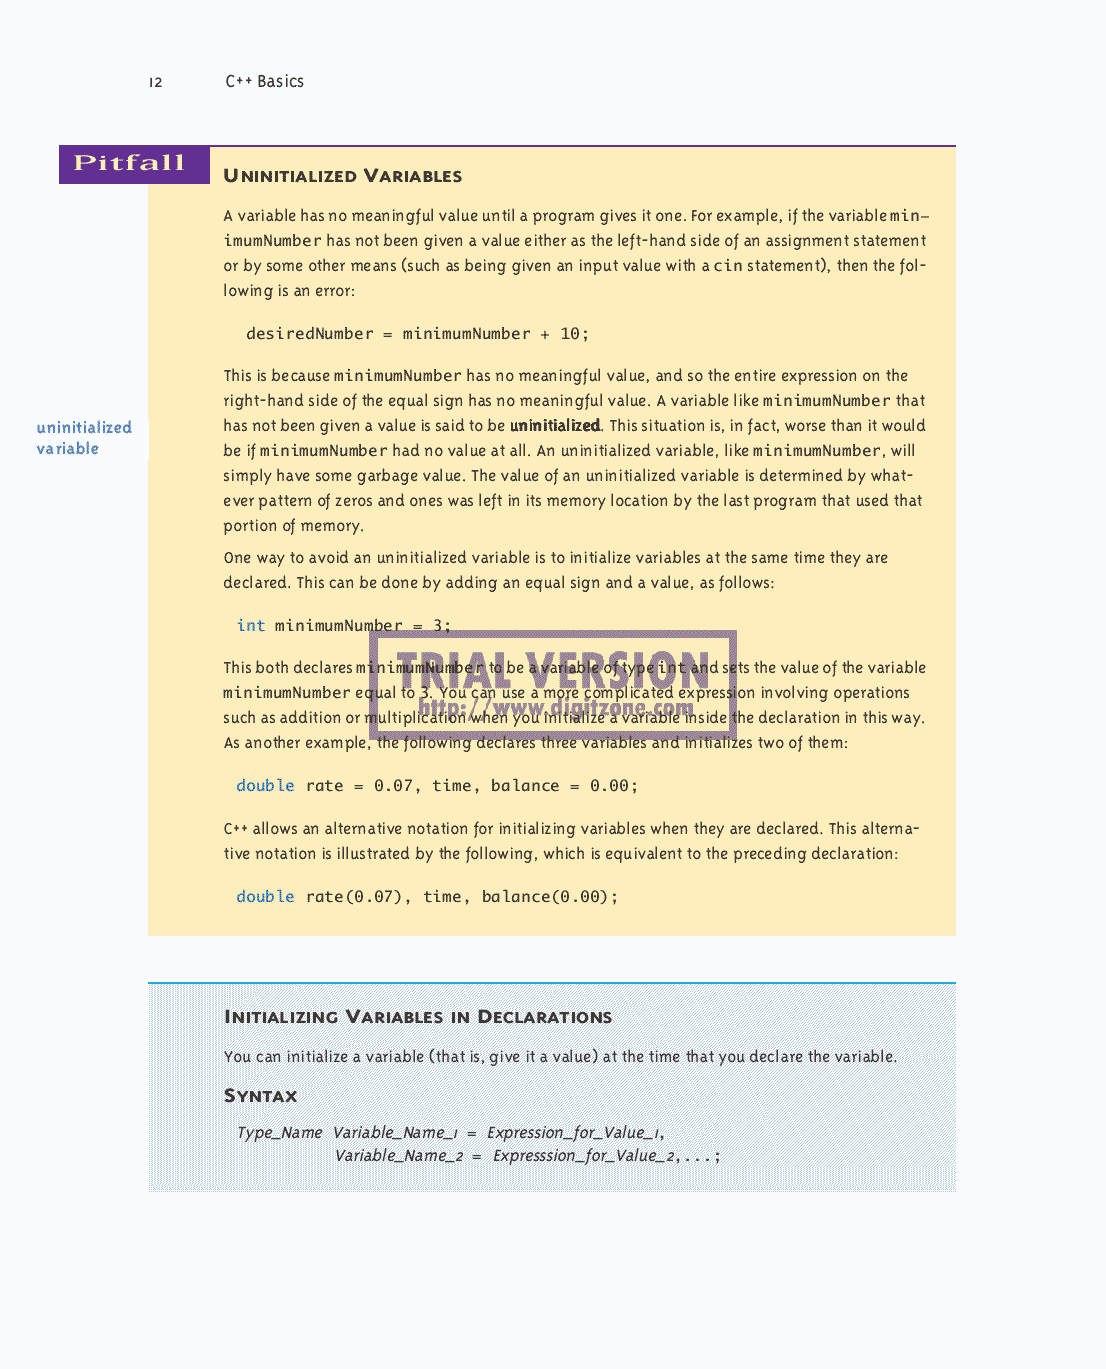 12 C++ Basics
Pitfall
UNINITIALIZED VARIABLES
A variable has no meaningful value until a program gives it one. For example, if the variable min–
imumNumber has not been given a value either as the left-hand side of an assignment statement
or by some other means (such as being given an input value with a cin statement), then the fol-
lowing is an error:
desiredNumber = minimumNumber + 10;
This is because minimumNumber has no meaningful value, and so the entire expression on the
right-hand side of the equal sign has no meaningful value. A variable like minimumNumber that
uninitialized
variable
has not been given a value is said to be uninitialized. This situation is, in fact, worse than it would
be if minimumNumber had no value at all. An uninitialized variable, like minimumNumber, will
simply have some garbage value. The value of an uninitialized variable is determined by what-
ever pattern of zeros and ones was left in its memory location by the last program that used that
portion of memory.
One way to avoid an uninitialized variable is to initialize variables at the same time they are
declared. This can be done by adding an equal sign and a value, as follows:
int minimumNumber = 3;
This both declares minimumNumber to be a variable of type int and sets the value of the variable
minimumNumber equal to 3. You can use a more complicated expression involving operations
such as addition or multiplication when you initialize a variable inside the declaration in this way.
As another example, the following declares three variables and initializes two of them:
TRIAL VERSION
http://www.digitzone.com
double rate = 0.07, time, balance = 0.00;
C++ allows an alternative notation for initializing variables when they are declared. This alterna-
tive notation is illustrated by the following, which is equivalent to the preceding declaration:
double rate(0.07), time, balance(0.00);
INITIALIZING VARIABLES IN DECLARATIONS
You can initialize a variable (that is, give it a value) at the time that you declare the variable.
SYNTAX
Type_Name Variable_Name_1 = Expression_for_Value_1,
Variable_Name_2 = Expresssion_for_Value_2,...;